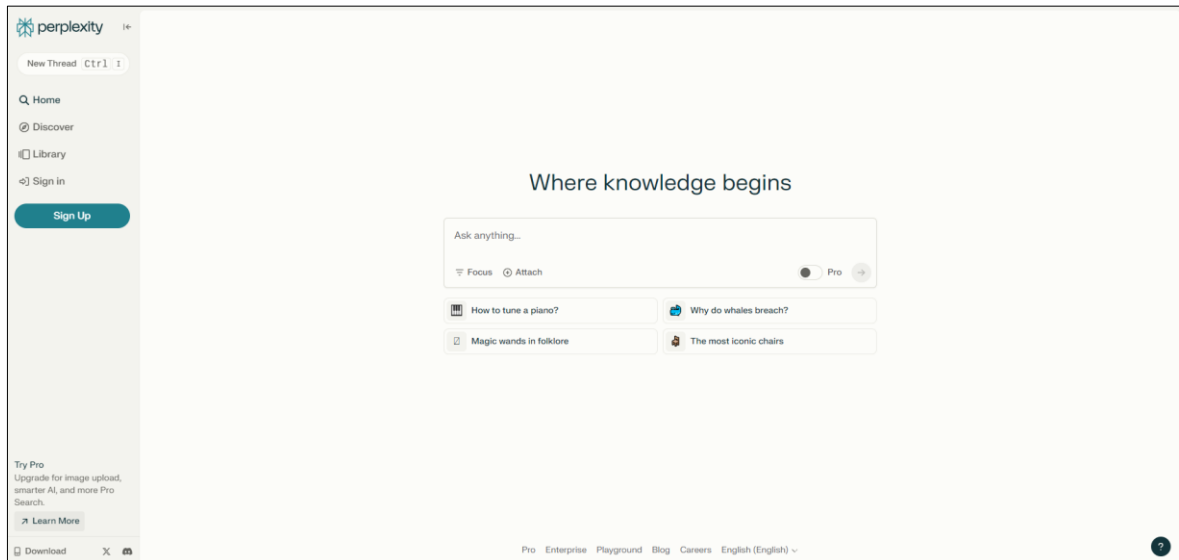 perplexity
New Thread Ctrl I
Home
Discover
Library
Sign in
Sign Up
Where knowledge begins
Ask anything...
Focus Attach Pro
How to tune a piano?
Why do whales breach?
Magic wands in folklore
The most iconic chairs
Try Pro
Upgrade for image upload,
smarter AI, and more Pro
Search.
Learn More
Download
Pro Enterprise Playground Blog Careers English (English)
?